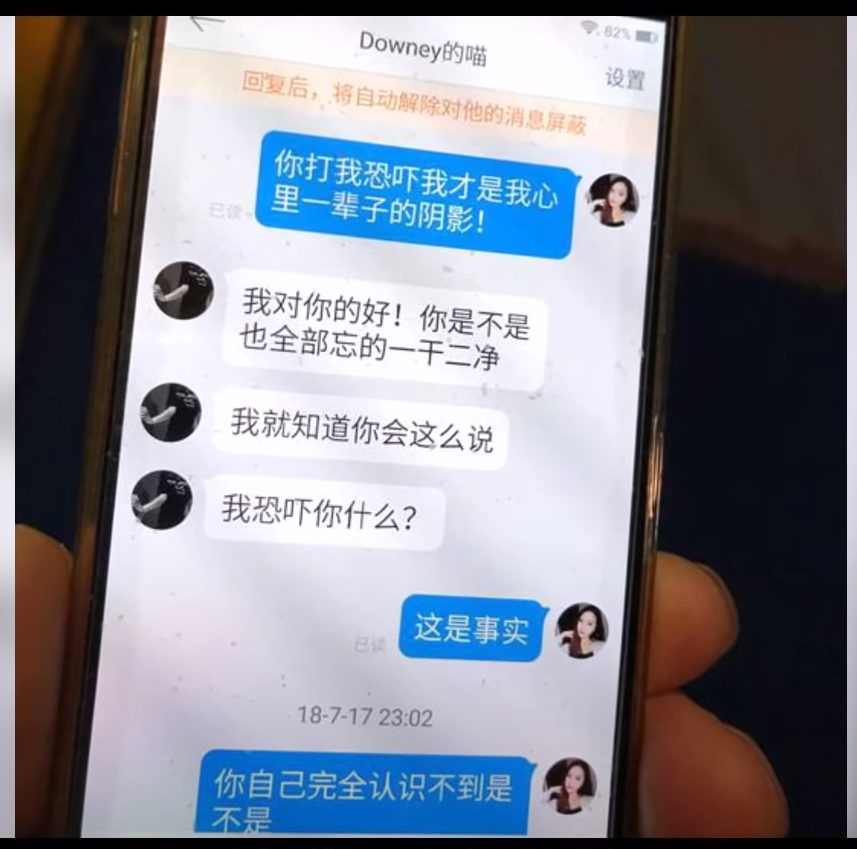 82%
Downey的喵
设置
回复后，将自动解除对他的消息屏蔽
你打我恐吓我才是我心
里一辈子的阴影！
已读
我对你的好！你是不是
也全部忘的一干二净
我就知道你会这么说
我恐吓你什么？
这是事实
已读
18-7-17 23:02
你自己完全认识不到是
不是